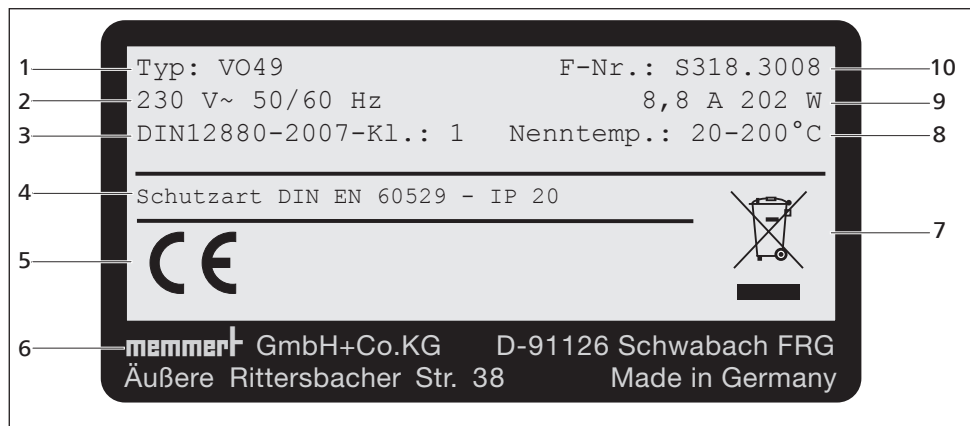 1 Typ: VO49 F-Nr.: S318.3008 10
2 230 V~ 50/60 Hz 8,8 A 202 W 9
3 DIN12880-2007-Kl.: 1 Nenntemp.: 20-200°C 8
4 Schutzart DIN EN 60529 - IP 20
5 CE 7
6 memmert GmbH+Co.KG D-91126 Schwabach FRG
Äußere Rittersbacher Str. 38 Made in Germany